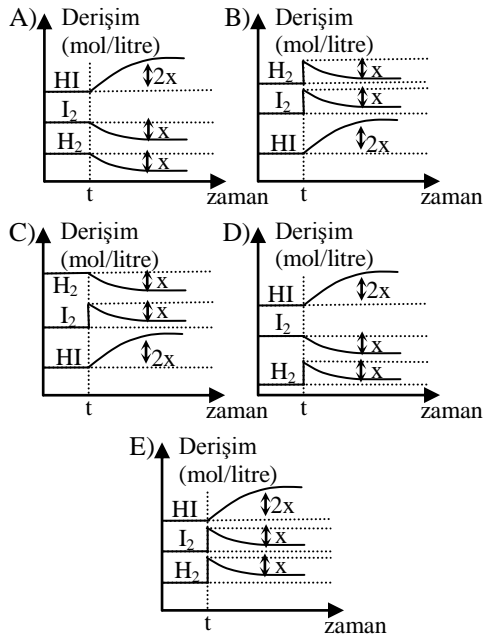 A) Derişim
(mol/litre)
HI
2x
I₂
x
H₂
x
t
zaman
B) Derişim
(mol/litre)
H₂
x
I₂
x
HI
2x
t
zaman
C) Derişim
(mol/litre)
H₂
x
I₂
x
HI
2x
t
zaman
D) Derişim
(mol/litre)
HI
2x
I₂
x
H₂
x
t
zaman
E) Derişim
(mol/litre)
HI
2x
I₂
x
H₂
x
t
zaman